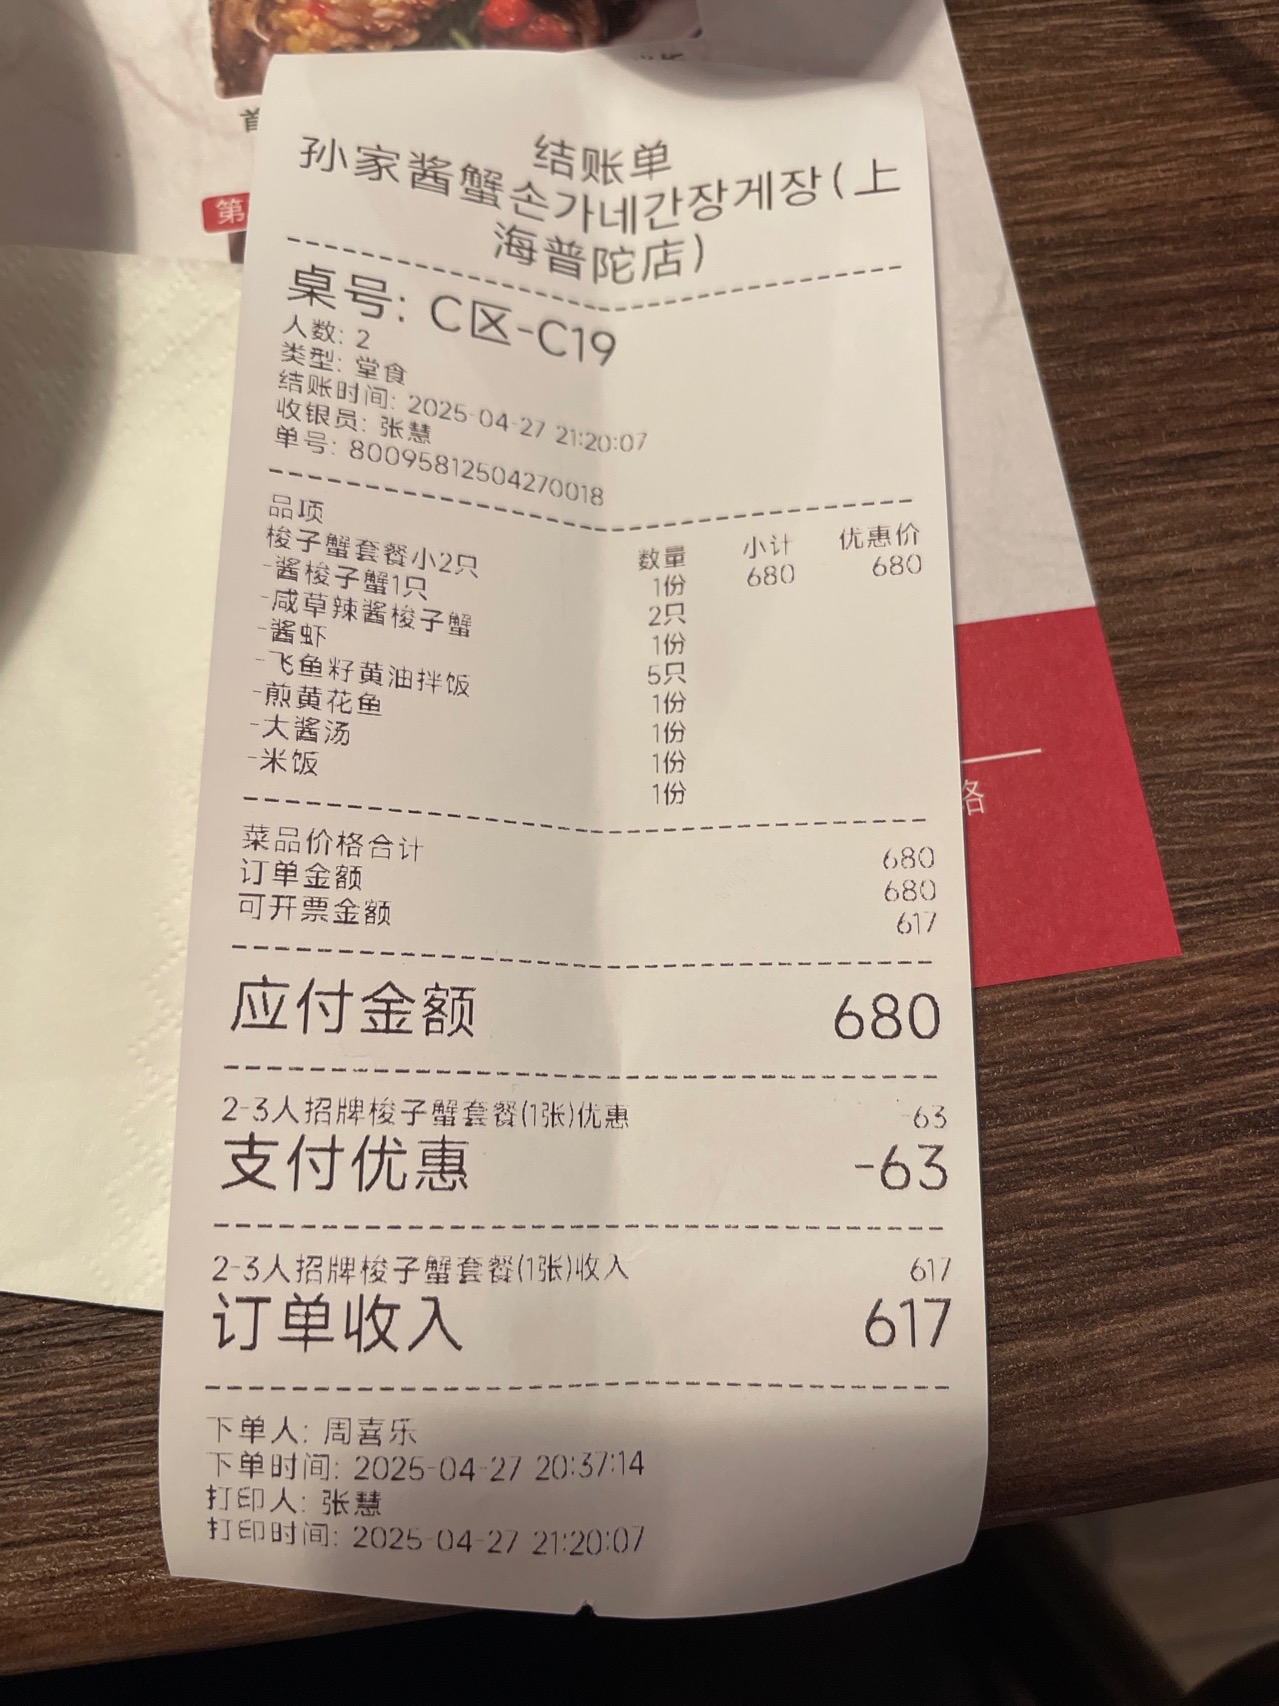 首
第
结账单
孙家酱蟹손가네간장게장(上
海普陀店)
桌号: C区-C19
人数: 2
类型: 堂食
结账时间: 2025-04-27 21:20:07
收银员: 张慧
单号: 80095812504270018
品项 数量 小计 优惠价
梭子蟹套餐小2只 1份 680 680
-酱梭子蟹1只 2只
-咸草辣酱梭子蟹 1份
-酱虾 5只
-飞鱼籽黄油拌饭 1份
-煎黄花鱼 1份
-大酱汤 1份
-米饭 1份
菜品价格合计 680
订单金额 680
可开票金额 617
应付金额 680
2-3人招牌梭子蟹套餐(1张)优惠 -63
支付优惠 -63
2-3人招牌梭子蟹套餐(1张)收入 617
订单收入 617
下单人: 周喜乐
下单时间: 2025-04-27 20:37:14
打印人: 张慧
打印时间: 2025-04-27 21:20:07
格